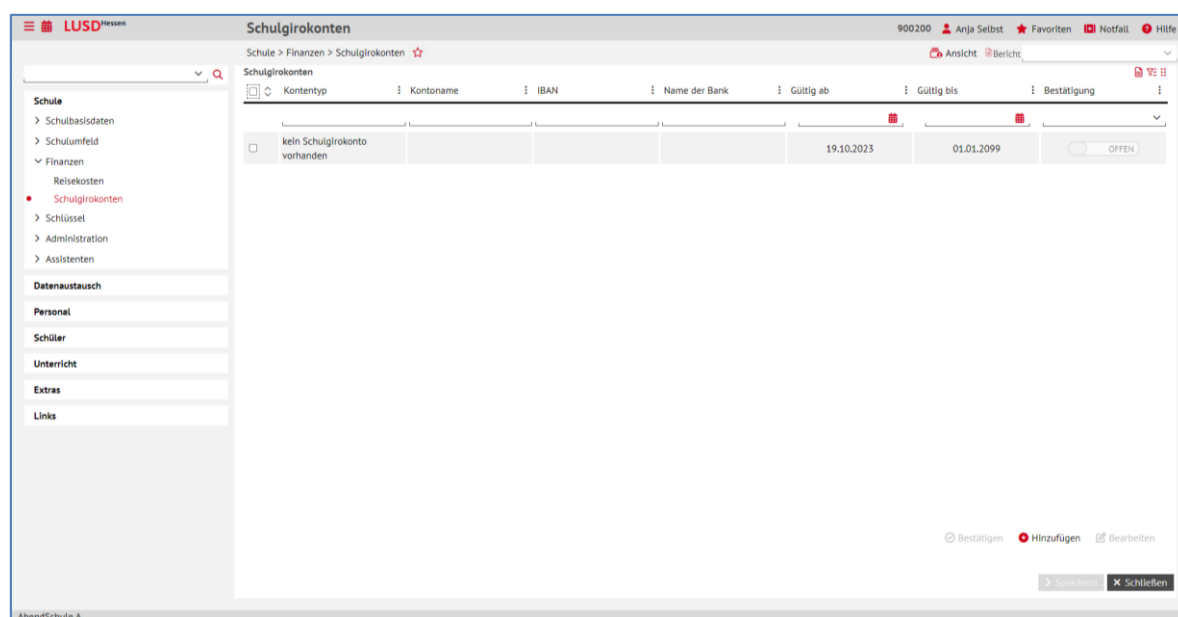 LUSD Hessen
Schulgirokonten
900200 Anja Selbst Favoriten Notfall Hilfe
Schule > Finanzen > Schulgirokonten
Ansicht Bericht
Schule
Schulbasisdaten
Schulumfeld
Finanzen
Reisekosten
Schulgirokonten
Schlüssel
Administration
Assistenten
Datenaustausch
Personal
Schüler
Unterricht
Extras
Links
Schulgirokonten
Kontentyp Kontoname IBAN Name der Bank Gültig ab Gültig bis Bestätigung
kein Schulgirokonto
vorhanden
19.10.2023 01.01.2099 OFFEN
Bestätigen Hinzufügen Bearbeiten
Speichern Schließen
AbendSchule A